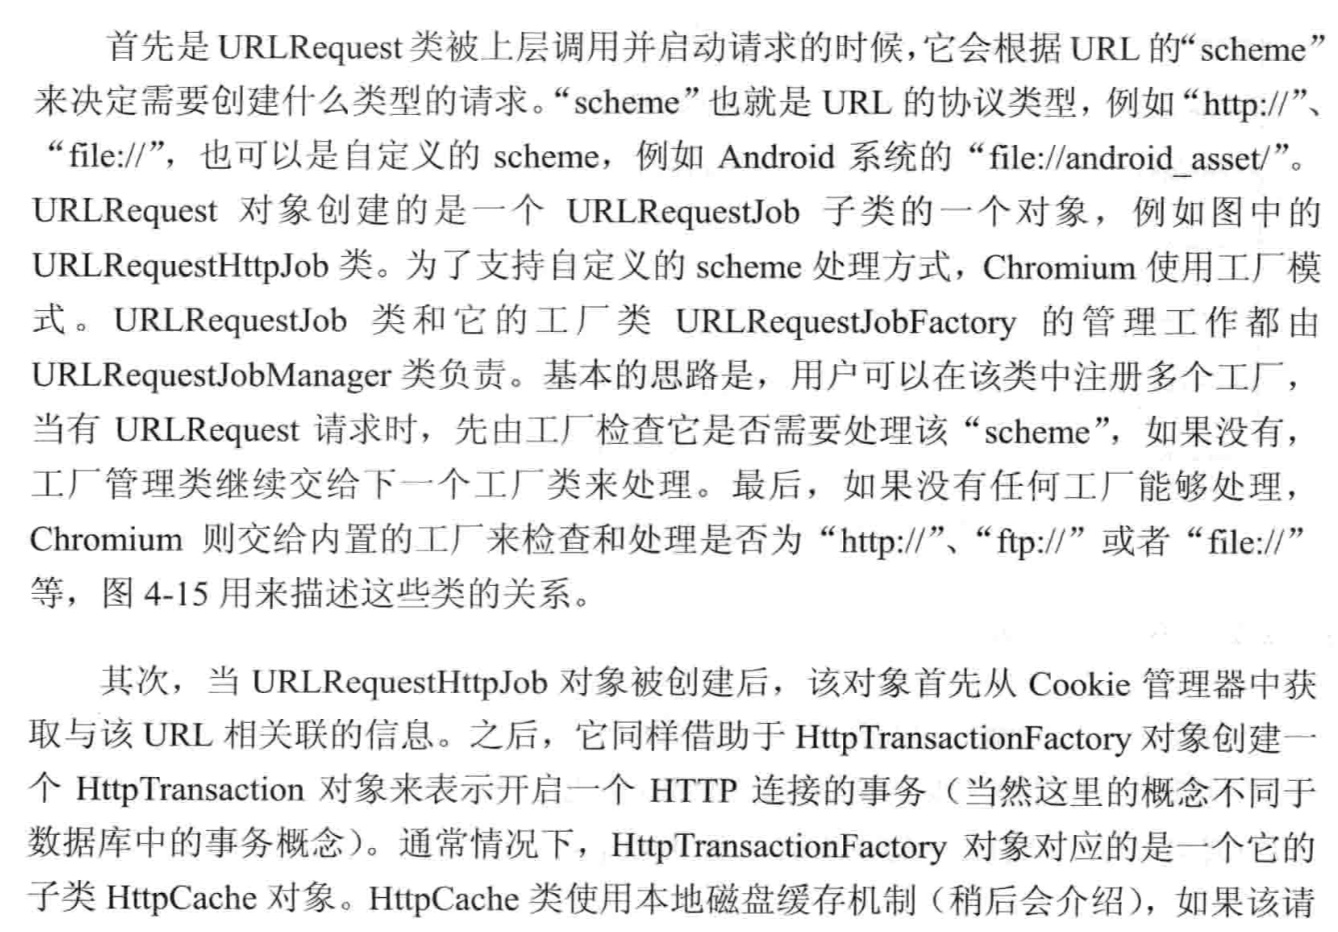 首先是 URLRequest 类被上层调用并启动请求的时候，它会根据 URL 的“scheme”
来决定需要创建什么类型的请求。“scheme”也就是 URL 的协议类型，例如“http://”、
“file://”，也可以是自定义的 scheme，例如 Android 系统的“file://android_asset/”。
URLRequest 对象创建的是一个 URLRequestJob 子类的一个对象，例如图中的
URLRequestHttpJob 类。为了支持自定义的 scheme 处理方式，Chromium 使用工厂模
式。URLRequestJob 类和它的工厂类 URLRequestJobFactory 的管理工作都由
URLRequestJobManager 类负责。基本的思路是，用户可以在该类中注册多个工厂，
当有 URLRequest 请求时，先由工厂检查它是否需要处理该“scheme”，如果没有，
工厂管理类继续交给下一个工厂类来处理。最后，如果没有任何工厂能够处理，
Chromium 则交给内置的工厂来检查和处理是否为“http://”、“ftp://”或者“file://”
等，图 4-15 用来描述这些类的关系。
其次，当 URLRequestHttpJob 对象被创建后，该对象首先从 Cookie 管理器中获
取与该 URL 相关联的信息。之后，它同样借助于 HttpTransactionFactory 对象创建一
个 HttpTransaction 对象来表示开启一个 HTTP 连接的事务（当然这里的概念不同于
数据库中的事务概念）。通常情况下，HttpTransactionFactory 对象对应的是一个它的
子类 HttpCache 对象。HttpCache 类使用本地磁盘缓存机制（稍后会介绍），如果该请